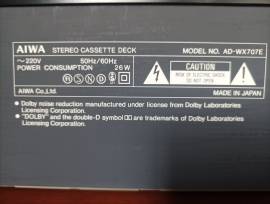 AIWA STEREO CASSETTE DECK MODEL NO. AD-WX707E
~220V 50Hz/60Hz
POWER CONSUMPTION 26W
CAUTION
RISK OF ELECTRIC SHOCK
DO NOT OPEN
R S N D F
AIWA Co.,Ltd. MADE IN JAPAN
● Dolby noise reduction manufactured under license from Dolby Laboratories
Licensing Corporation.
● "DOLBY" and the double-D symbol are trademarks of Dolby Laboratories
Licensing Corporation.